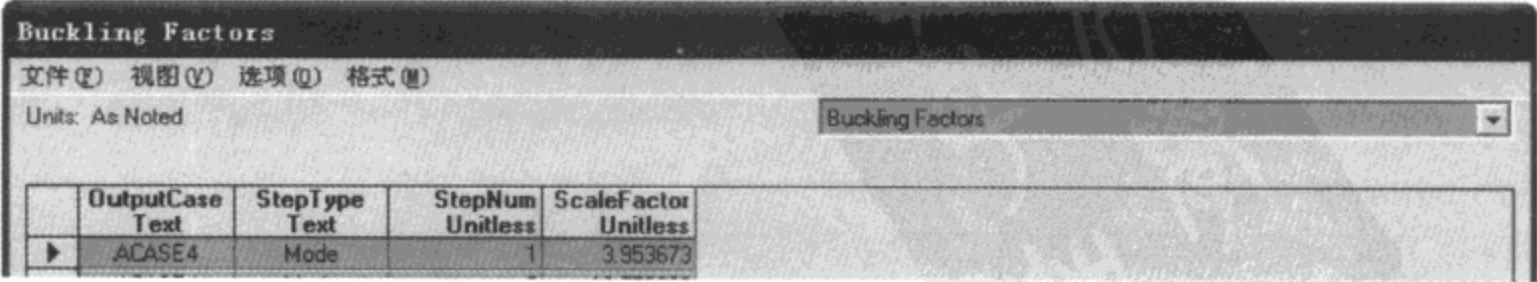 Buckling Factors
文件(F) 视图(V) 选项(O) 格式(M)
Units: As Noted Buckling Factors
OutputCase StepType StepNum ScaleFactor
Text Text Unitless Unitless
ACASE4 Mode 1 3.953673